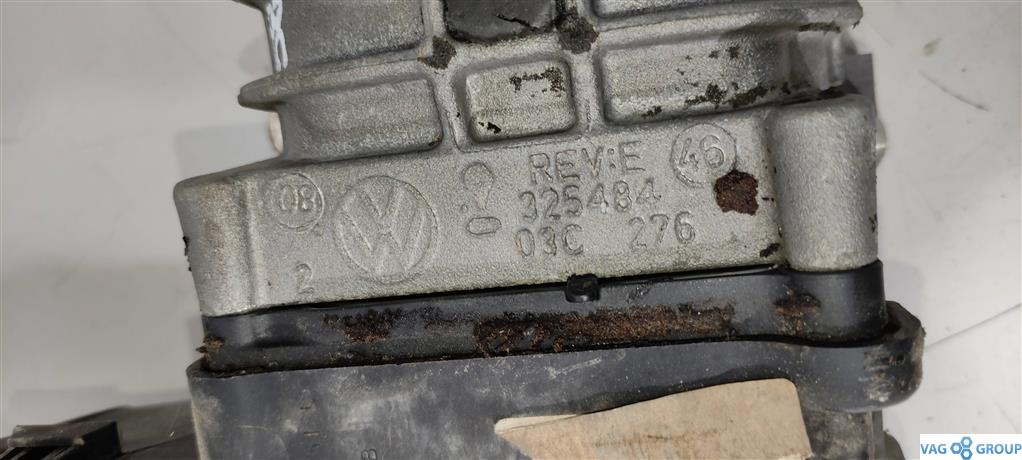 REV:E
46
08
325484
03C 276
2
VAG GROUP